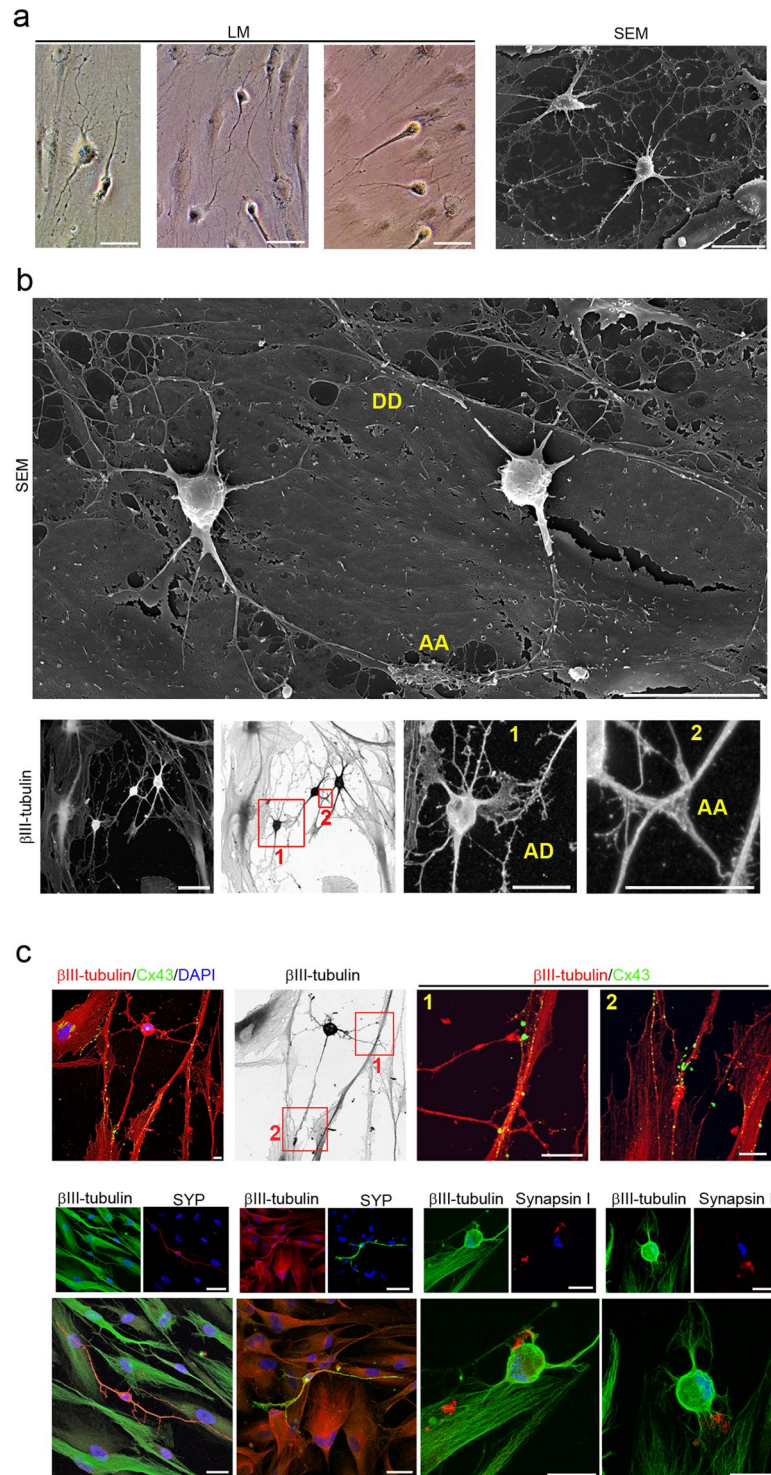 a
LM
SEM
b
SEM
DD
AA
βIII-tubulin
1
2
1
AD
2
AA
c
βIII-tubulin/Cx43/DAPI
βIII-tubulin
βIII-tubulin/Cx43
1
2
1
2
βIII-tubulin SYP βIII-tubulin SYP βIII-tubulin Synapsin I βIII-tubulin Synapsin I